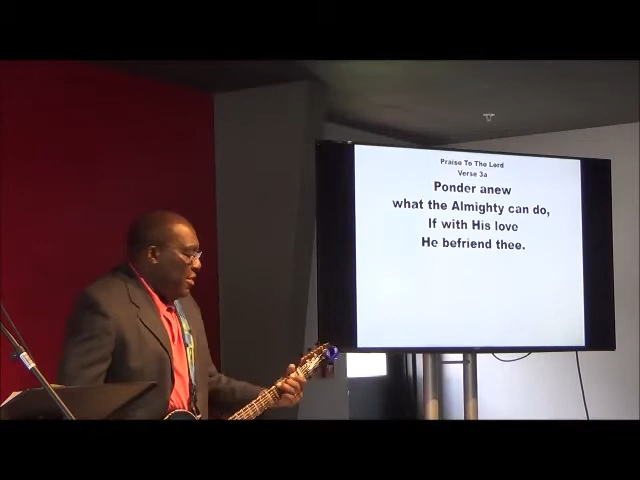 Praise To The Lord
Verse 3a
Ponder anew
what the Almighty can do,
If with His love
He befriend thee.